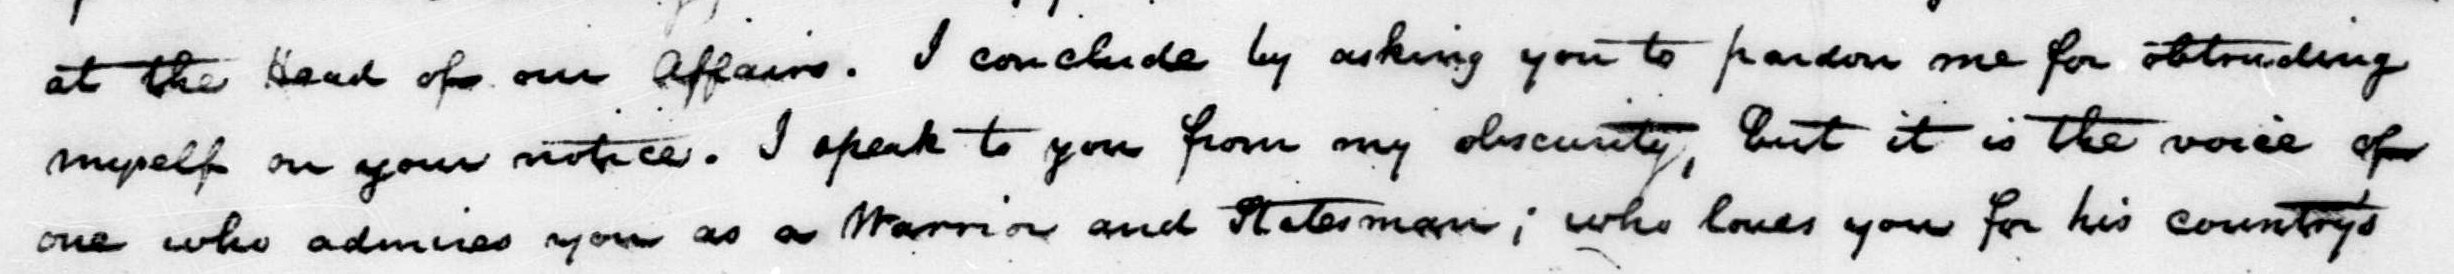 at the Head of our Affairs. I conclude by asking you to pardon me for obtruding
myself on your notice. I speak to you from my obscurity, but it is the voice of
one who admires you as a Warrior and Statesman; who loves you for his country's